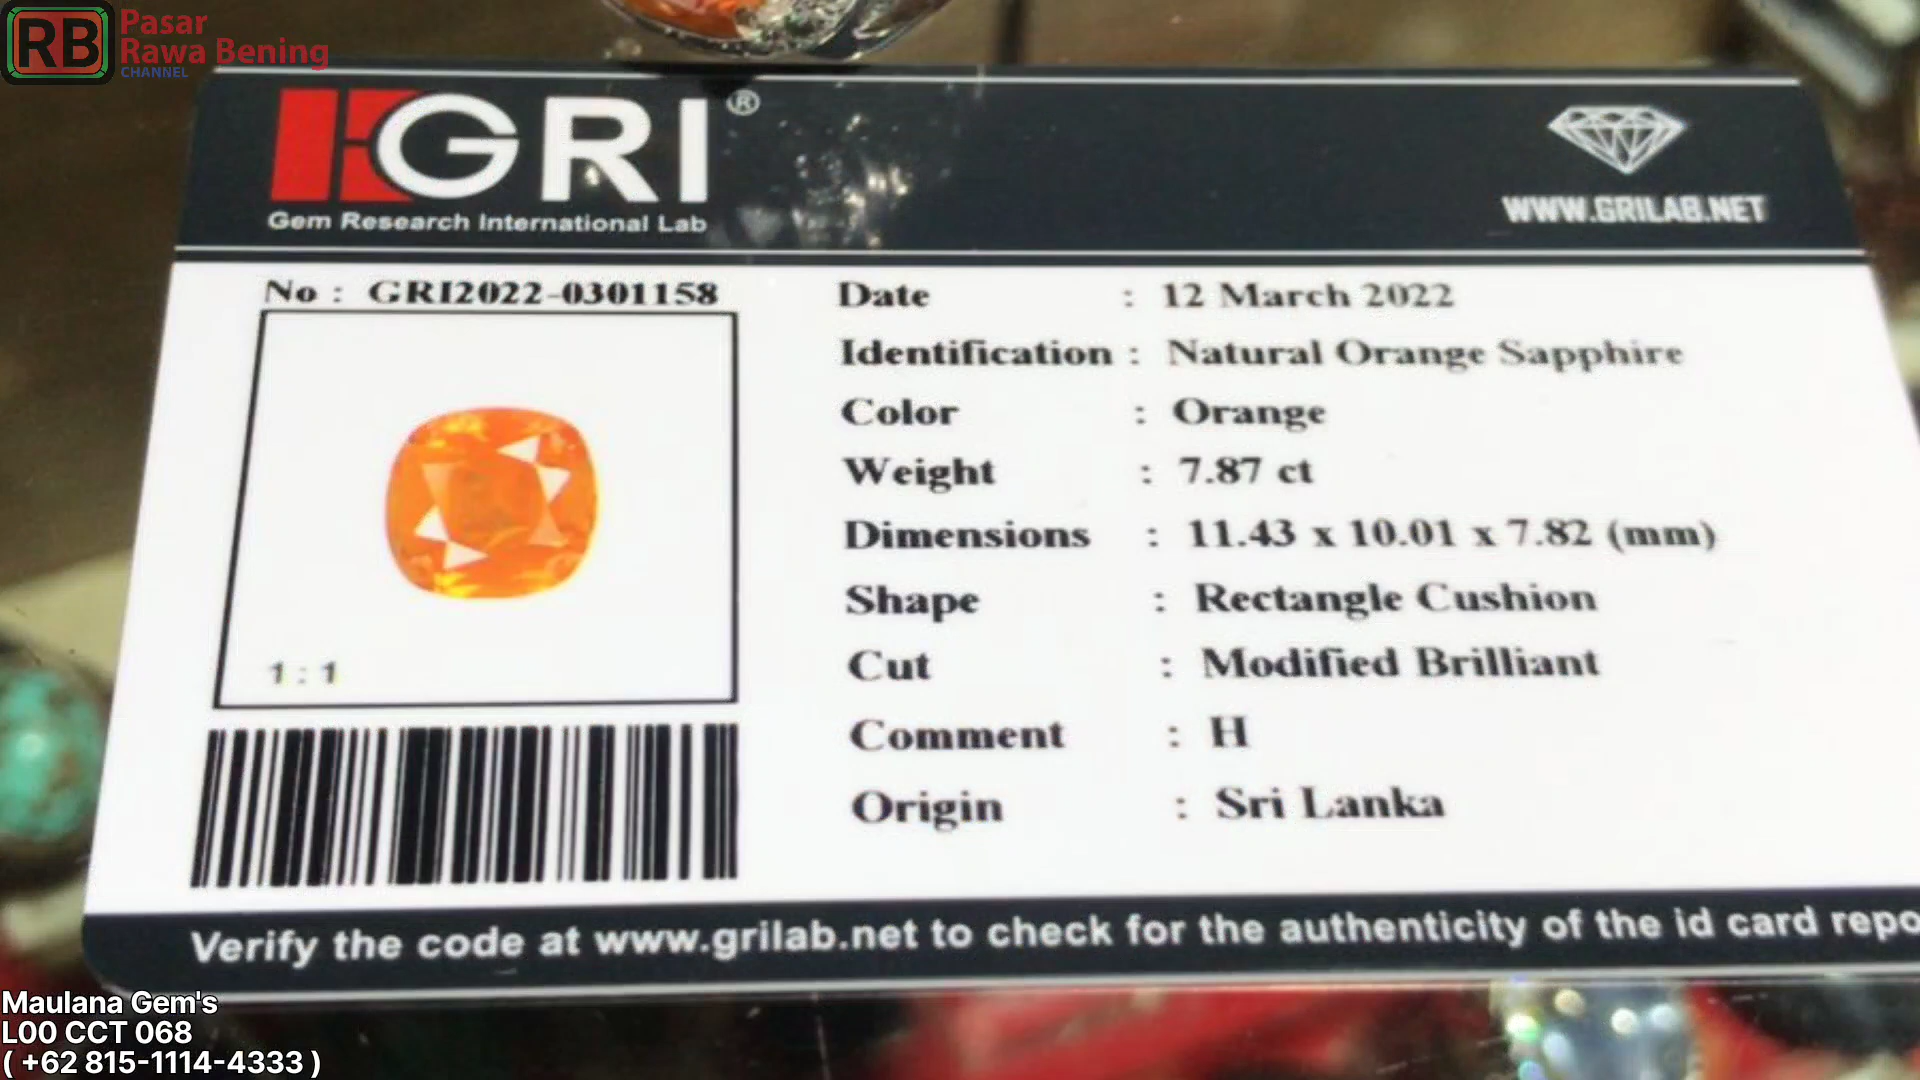 RB Pasar
Rawa Bening
CHANNEL
GRI®
Gem Research International Lab
WWW.GRILAB.NET
No : GRI2022-0301158
1 : 1
Date : 12 March 2022
Identification : Natural Orange Sapphire
Color : Orange
Weight : 7.87 ct
Dimensions : 11.43 x 10.01 x 7.82 (mm)
Shape : Rectangle Cushion
Cut : Modified Brilliant
Comment : H
Origin : Sri Lanka
Verify the code at www.grilab.net to check for the authenticity of the id card repo
Maulana Gem's
L00 CCT 068
( +62 815-1114-4333 )